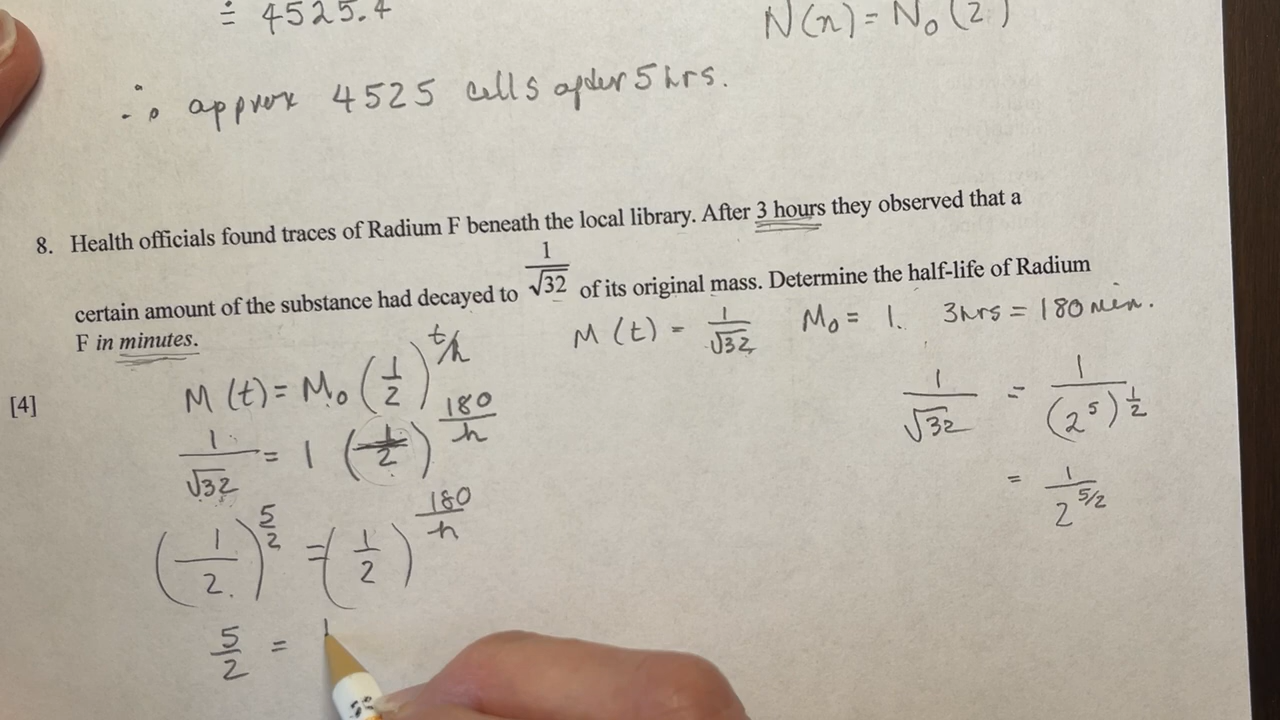 ≐ 4525.4
N(n) = N₀(2)
∴ approx 4525 cells after 5 hrs.
8. Health officials found traces of Radium F beneath the local library. After 3 hours they observed that a
certain amount of the substance had decayed to 1/√32 of its original mass. Determine the half-life of Radium
F in minutes.
M(t) = 1/√32   M₀ = 1.   3hrs = 180 min.
[4]
M(t) = M₀(1/2)^(t/h)
1/√32 = 1(1/2)^(180/h)
(1/2)^(5/2) = (1/2)^(180/h)
5/2 =
1/√32 = 1/(2⁵)^(1/2)
= 1/2^(5/2)